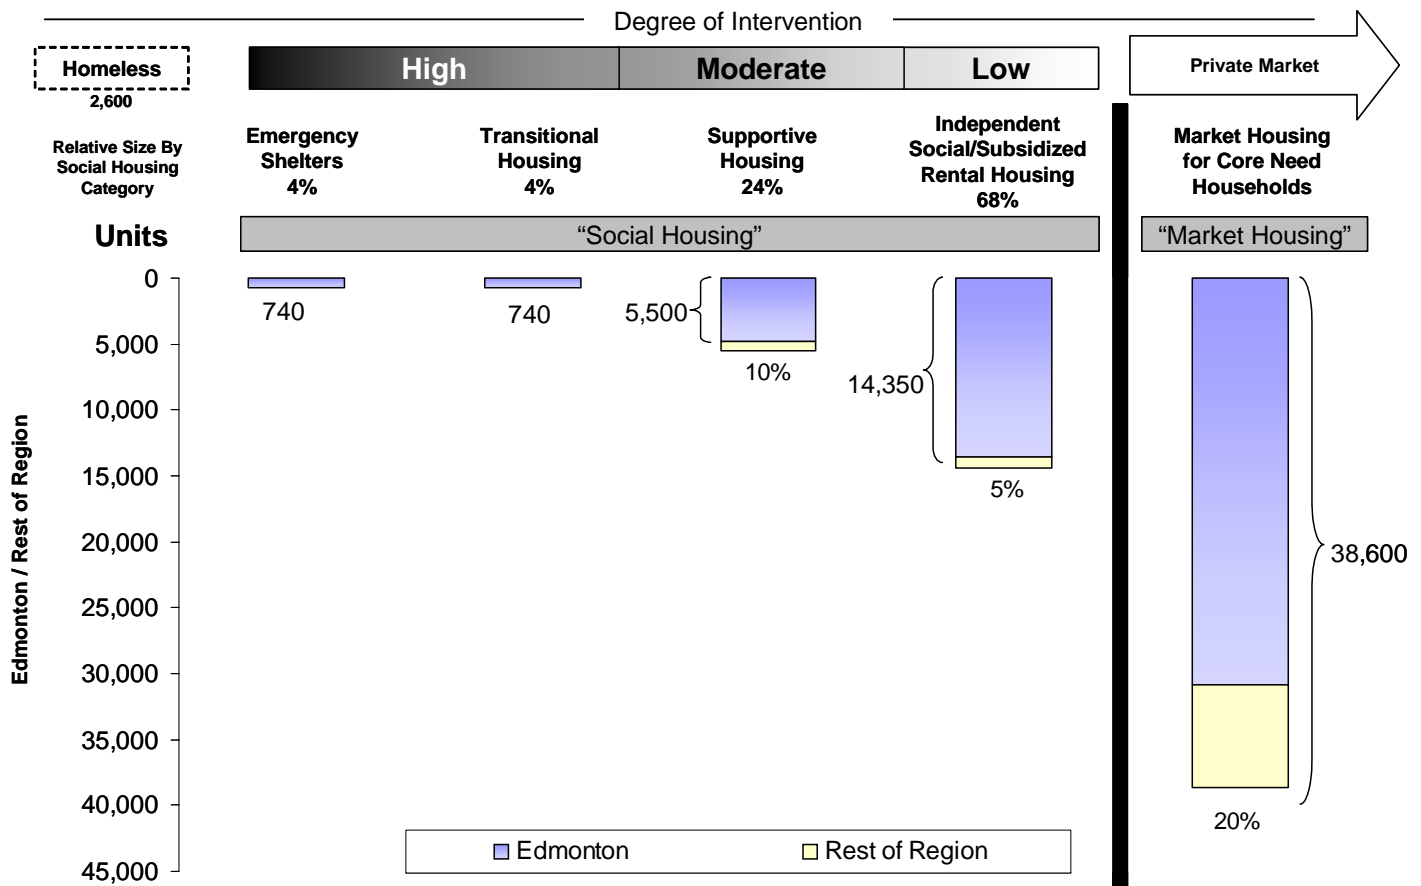 Degree of Intervention
Homeless
2,600
High
Moderate
Low
Private Market
Relative Size By
Social Housing
Category
Emergency
Shelters
4%
Transitional
Housing
4%
Supportive
Housing
24%
Independent
Social/Subsidized
Rental Housing
68%
Market Housing
for Core Need
Households
Units
“Social Housing”
“Market Housing”
0
5,000
10,000
15,000
20,000
25,000
30,000
35,000
40,000
45,000
Edmonton / Rest of Region
740
740
5,500
10%
14,350
5%
38,600
20%
Edmonton
Rest of Region